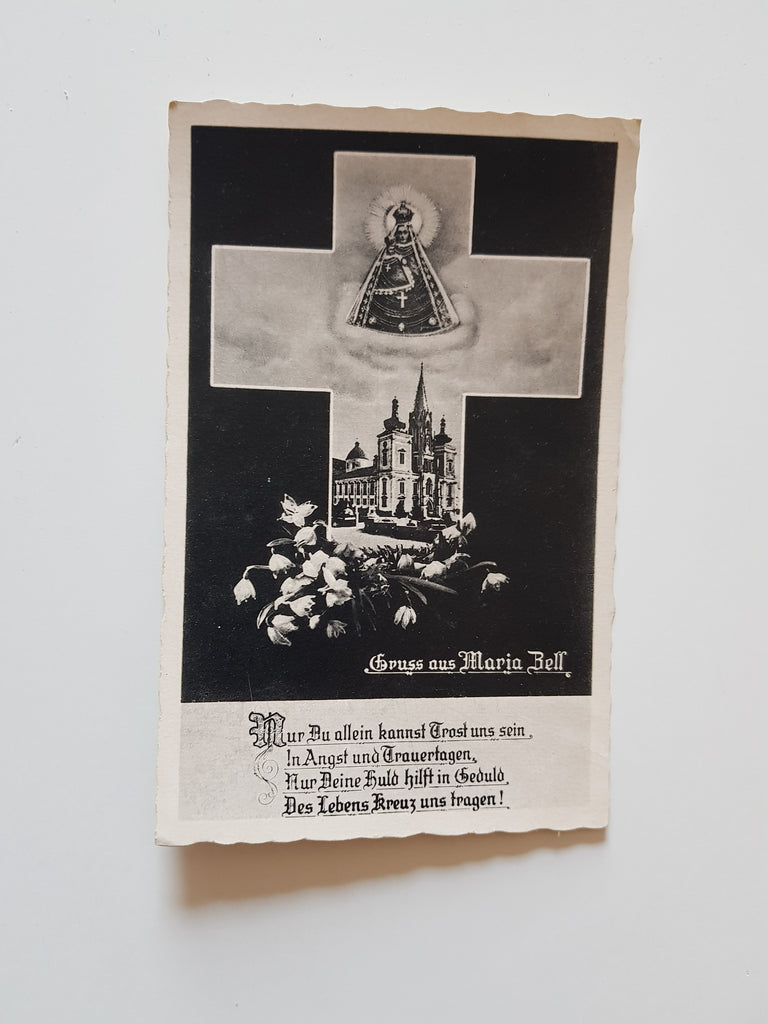 Gruss aus Maria Zell
Nur Du allein kannst Trost uns sein,
In Angst und Trauertagen,
Nur Deine Huld hilft in Geduld,
Des Lebens Kreuz uns tragen!